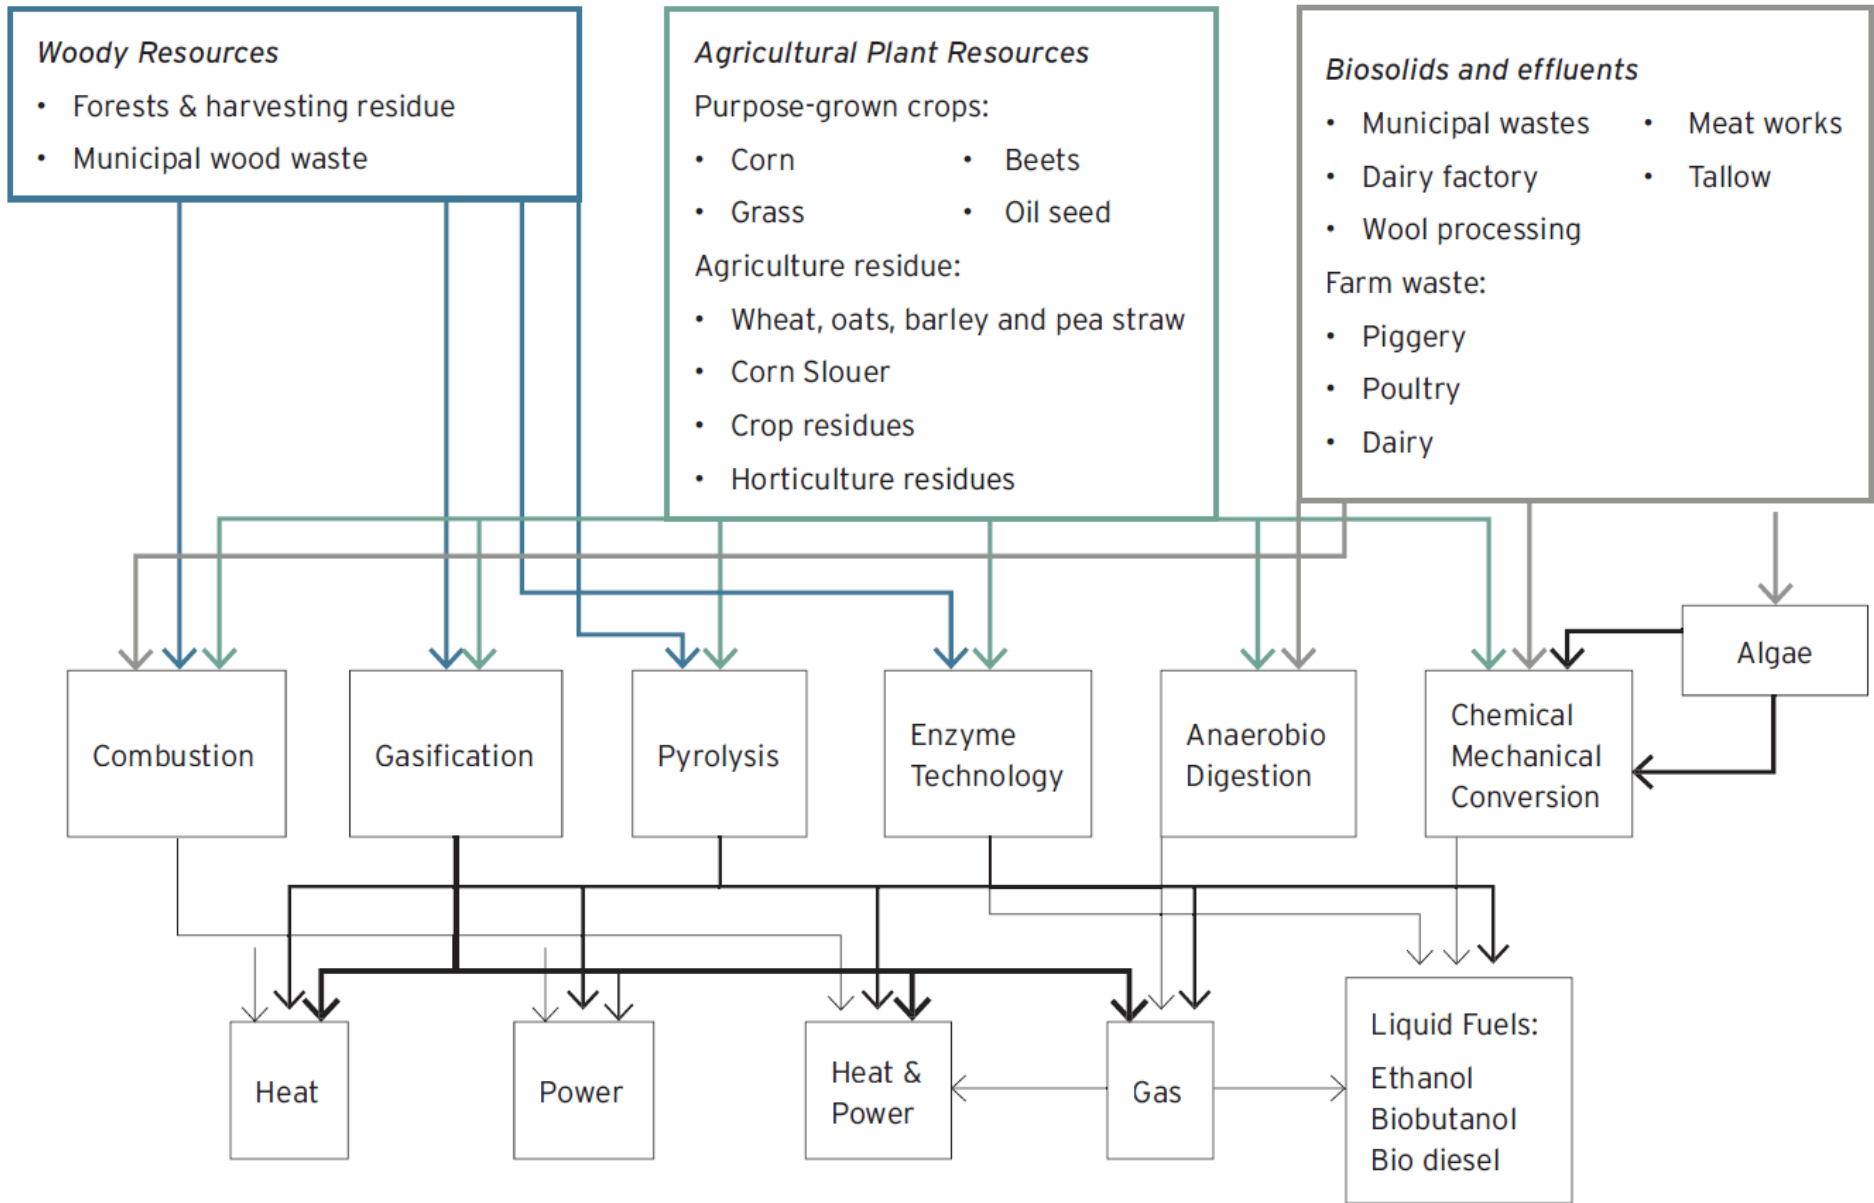 Woody Resources
• Forests & harvesting residue
• Municipal wood waste
Agricultural Plant Resources
Purpose-grown crops:
• Corn
• Beets
• Grass
• Oil seed
Agriculture residue:
• Wheat, oats, barley and pea straw
• Corn Slouer
• Crop residues
• Horticulture residues
Biosolids and effluents
• Municipal wastes
• Meat works
• Dairy factory
• Tallow
• Wool processing
Farm waste:
• Piggery
• Poultry
• Dairy
Algae
Combustion
Gasification
Pyrolysis
Enzyme
Technology
Anaerobio
Digestion
Chemical
Mechanical
Conversion
Heat
Power
Heat &
Power
Gas
Liquid Fuels:
Ethanol
Biobutanol
Bio diesel